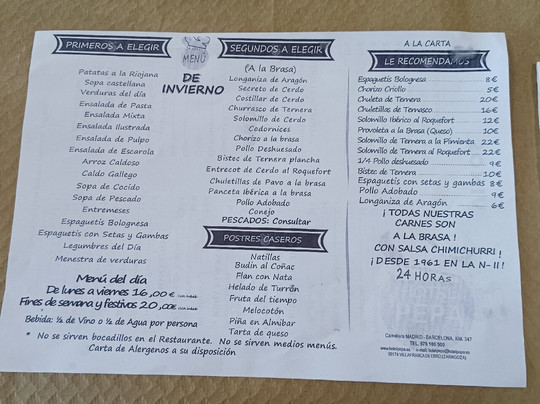 PRIMEROS A ELEGIR
Patatas a la Riojana
Sopa castellana
Verduras del día
Ensalada de Pasta
Ensalada Mixta
Ensalada Ilustrada
Ensalada de Pulpo
Ensalada de Escarola
Arroz Caldoso
Caldo Gallego
Sopa de Cocido
Sopa de Pescado
Entremeses
Espaguetis Bolognesa
Espaguetis con Setas y Gambas
Legumbres del Día
Menestra de verduras
Menú del día
De lunes a viernes 16,00€
Fines de semana y festivos 20,00€
Bebida: ½ de Vino o ½ de Agua por persona
MENÚ
DE
INVIERNO
SEGUNDOS A ELEGIR
(A la Brasa)
Longaniza de Aragón
Secreto de Cerdo
Costillar de Cerdo
Churrasco de Ternera
Solomillo de Cerdo
Codornices
Chorizo a la brasa
Pollo Deshuesado
Bistec de Ternera plancha
Entrecot de Cerdo al Roquefort
Chuletillas de Pavo a la brasa
Panceta Ibérica a la brasa
Pollo Adobado
Conejo
PESCADOS: Consultar
POSTRES CASEROS
Natillas
Budin al Coñac
Flan con Nata
Helado de Turrón
Fruta del tiempo
Melocotón
Piña en Almíbar
Tarta de queso
* No se sirven bocadillos en el Restaurante. No se sirven medios menús.
Carta de Alergenos a su disposición
A LA CARTA
LE RECOMENDAMOS
Espaguetis Bolognesa 8€
Chorizo Criollo 5€
Chuleta de Ternera 20€
Chuletillas de Ternasco 16€
Solomillo Ibérico al Roquefort 12€
Provoleta a la Brasa (Queso) 10€
Solomillo de Ternera a la Pimienta 22€
Solomillo de Ternera al Roquefort 22€
1/4 Pollo deshuesado 9€
Bistec de Ternera 10€
Espaguetis con setas y gambas 8€
Pollo Adobado 9€
Longaniza de Aragón 6€
¡ TODAS NUESTRAS
CARNES SON
A LA BRASA !
CON SALSA CHIMICHURRI !
¡ DESDE 1961 EN LA N-II !
24 HORAS
Carretera MADRID - BARCELONA, KM. 347